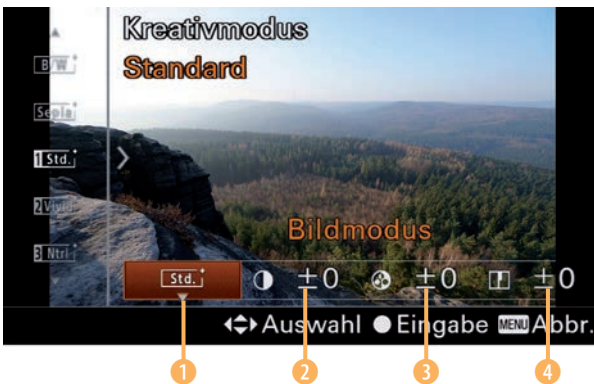 Kreativmodus
Standard
B/W
Sepia
1 Std.
2 Vivid
3 Ntrl
Bildmodus
Std. ±0 ±0 ±0
Auswahl Eingabe MENU Abbr.
1 2 3 4